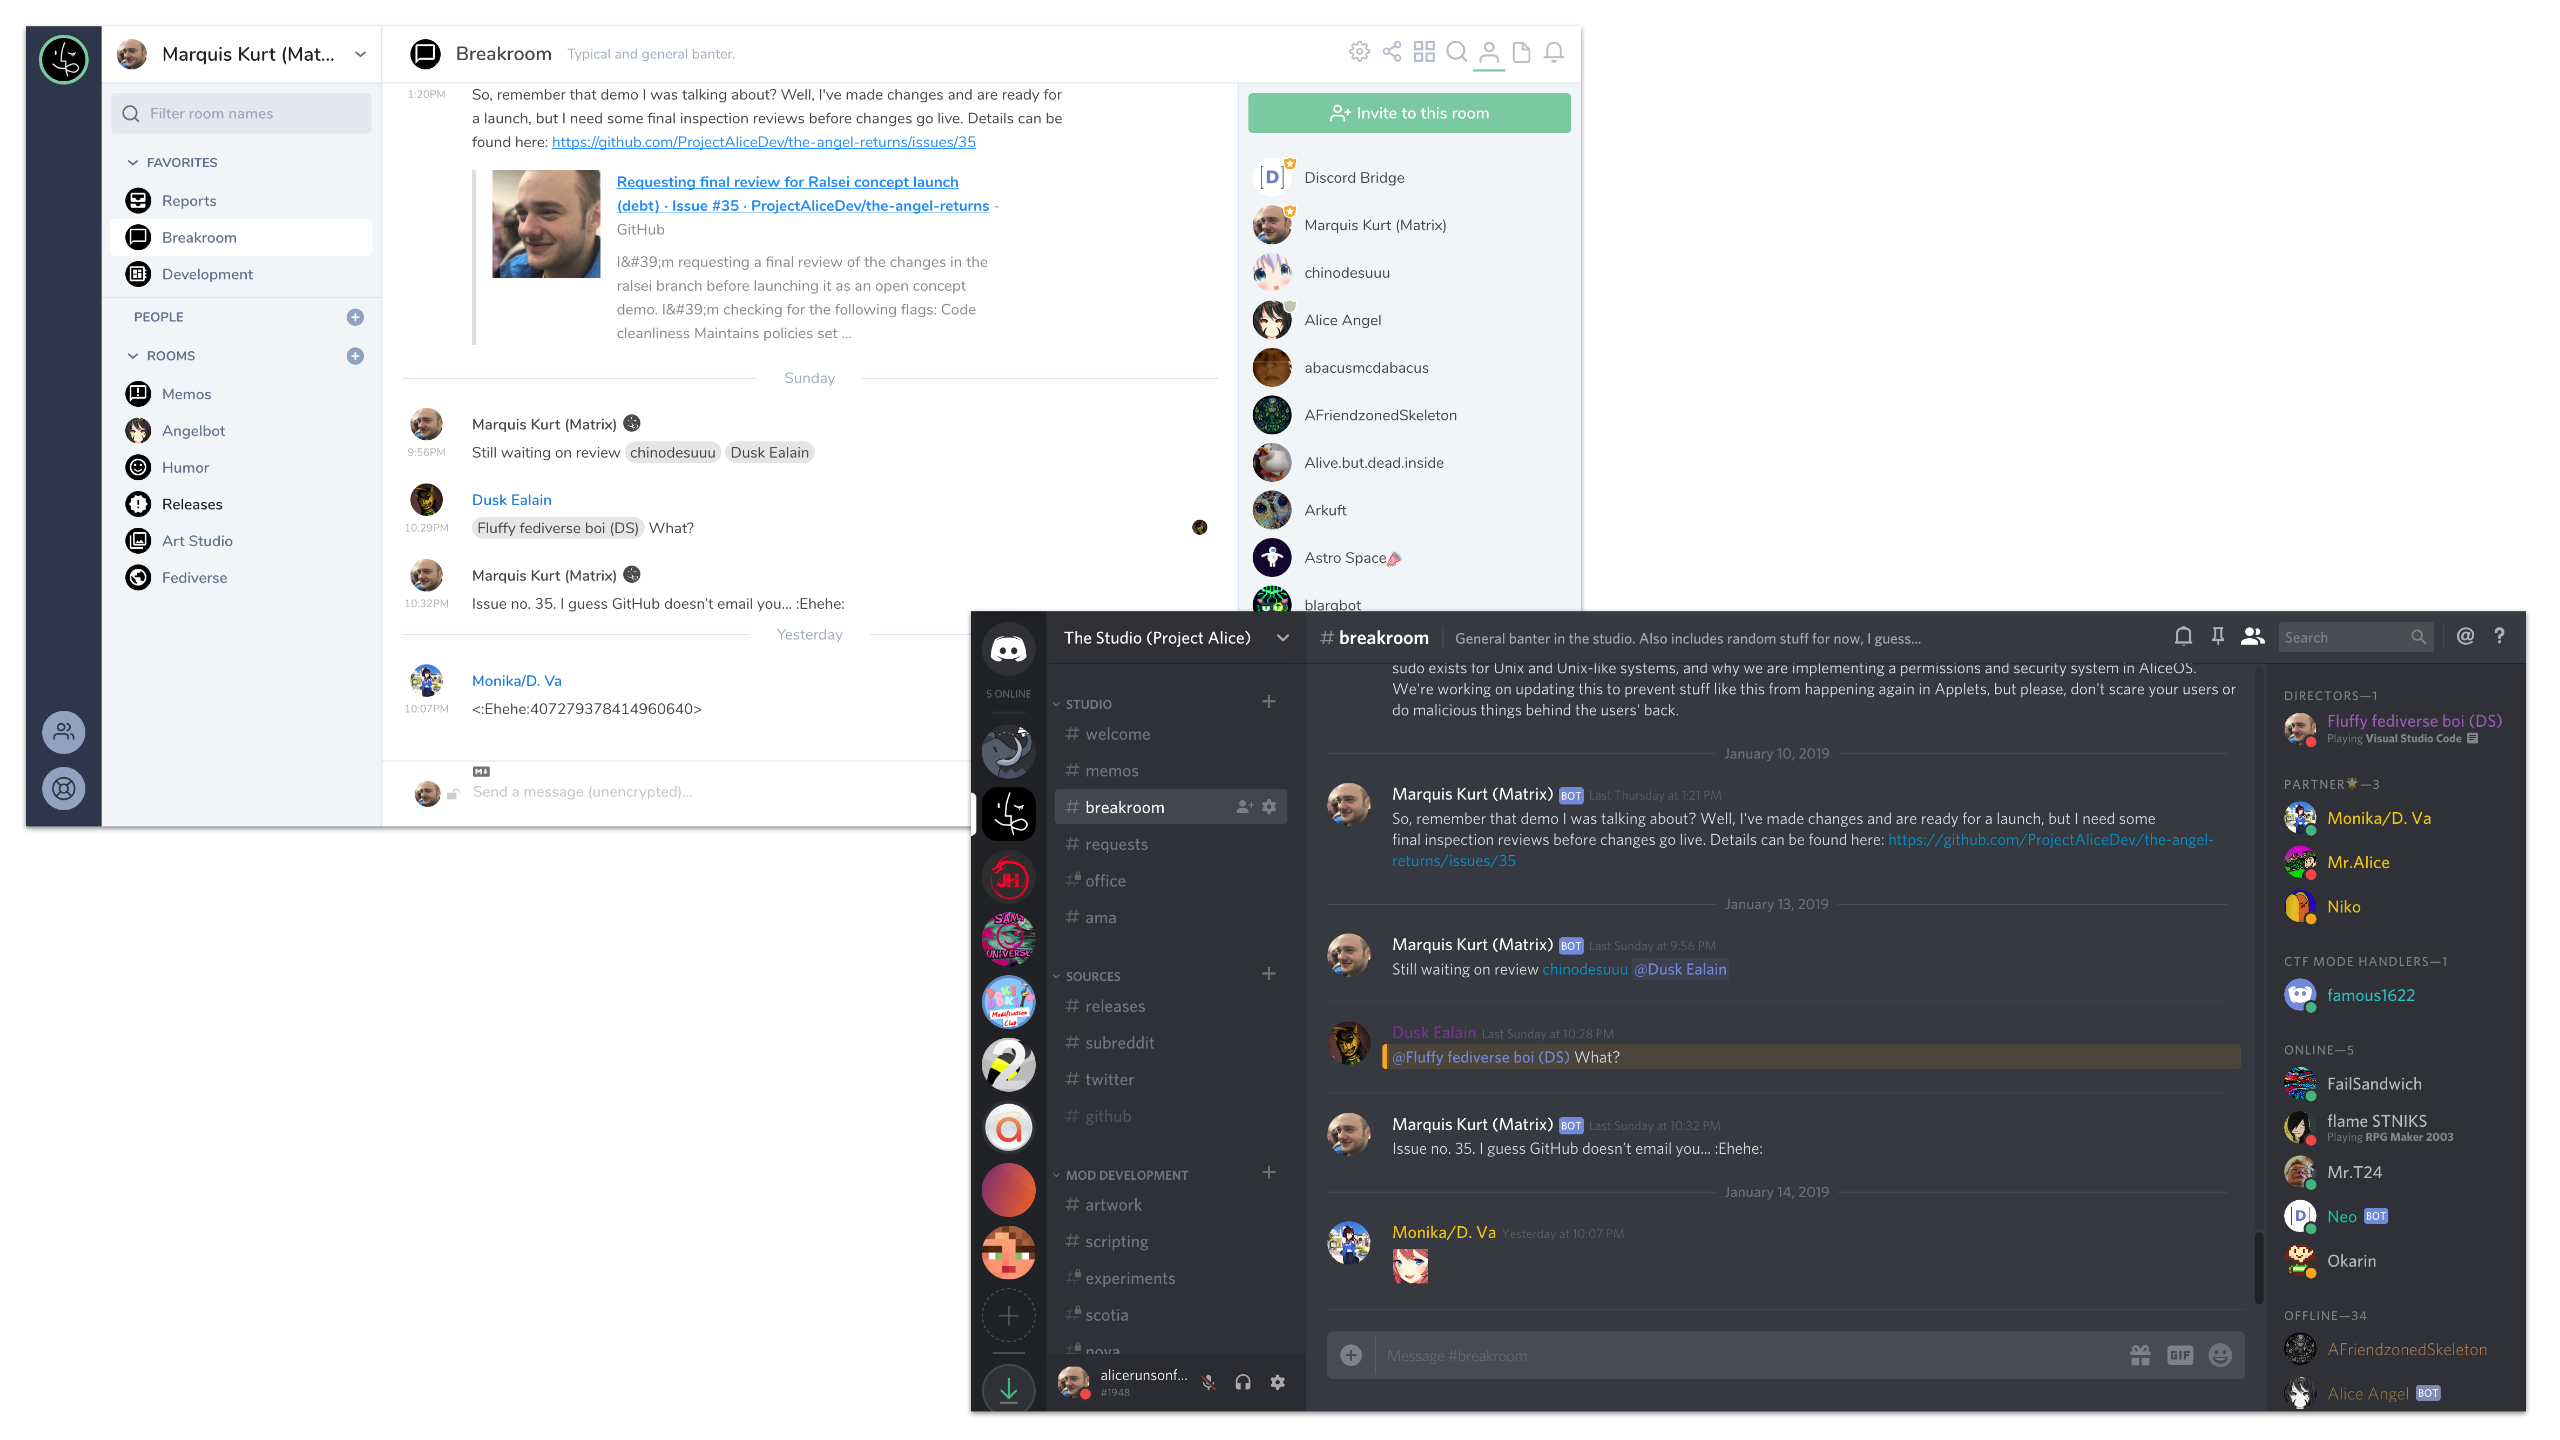 Marquis Kurt (Mat...
Filter room names
FAVORITES
Reports
Breakroom
Development
PEOPLE
ROOMS
Memos
Angelbot
Humor
Releases
Art Studio
Fediverse
Breakroom
Typical and general banter.
1:20PM
So, remember that demo I was talking about? Well, I've made changes and are ready for
a launch, but I need some final inspection reviews before changes go live. Details can be
found here: https://github.com/ProjectAliceDev/the-angel-returns/issues/35
Requesting final review for Ralsei concept launch
(debt) · Issue #35 · ProjectAliceDev/the-angel-returns -
GitHub
I&#39;m requesting a final review of the changes in the
ralsei branch before launching it as an open concept
demo. I&#39;m checking for the following flags: Code
cleanliness Maintains policies set ...
Sunday
Marquis Kurt (Matrix)
9:56PM
Still waiting on review chinodesuuu Dusk Ealain
Dusk Ealain
10:29PM
Fluffy fediverse boi (DS) What?
Marquis Kurt (Matrix)
10:32PM
Issue no. 35. I guess GitHub doesn't email you... :Ehehe:
Yesterday
Monika/D. Va
10:07PM
<:Ehehe:407279378414960640>
M
Send a message (unencrypted)...
Invite to this room
[D]
Discord Bridge
Marquis Kurt (Matrix)
chinodesuuu
Alice Angel
abacusmcdabacus
AFriendzonedSkeleton
Alive.but.dead.inside
Arkuft
Astro Space
blargbot
5 ONLINE
JH
SAMa
UNIVERSE
DOKI DOKI
Modification
Club
The Studio (Project Alice)
STUDIO
# welcome
# memos
# breakroom
# requests
# office
# ama
SOURCES
# releases
# subreddit
# twitter
# github
MOD DEVELOPMENT
# artwork
# scripting
# experiments
# scotia
# nova
alicerunsonf...
#1948
# breakroom
General banter in the studio. Also includes random stuff for now, I guess...
Search
@ ?
sudo exists for Unix and Unix-like systems, and why we are implementing a permissions and security system in AliceOS.
We're working on updating this to prevent stuff like this from happening again in Applets, but please, don't scare your users or
do malicious things behind the users' back.
January 10, 2019
Marquis Kurt (Matrix) BOT Last Thursday at 1:21 PM
So, remember that demo I was talking about? Well, I've made changes and are ready for a launch, but I need some
final inspection reviews before changes go live. Details can be found here: https://github.com/ProjectAliceDev/the-angel-
returns/issues/35
January 13, 2019
Marquis Kurt (Matrix) BOT Last Sunday at 9:56 PM
Still waiting on review chinodesuuu @Dusk Ealain
Dusk Ealain Last Sunday at 10:28 PM
@Fluffy fediverse boi (DS) What?
Marquis Kurt (Matrix) BOT Last Sunday at 10:32 PM
Issue no. 35. I guess GitHub doesn't email you... :Ehehe:
January 14, 2019
Monika/D. Va Yesterday at 10:07 PM
Message #breakroom
GIF
DIRECTORS—1
Fluffy fediverse boi (DS)
Playing Visual Studio Code
PARTNER—3
Monika/D. Va
Mr.Alice
Niko
CTF MODE HANDLERS—1
famous1622
ONLINE—5
FailSandwich
flame STNIKS
Playing RPG Maker 2003
Mr.T24
[D]
Neo BOT
Okarin
OFFLINE—34
AFriendzonedSkeleton
Alice Angel BOT